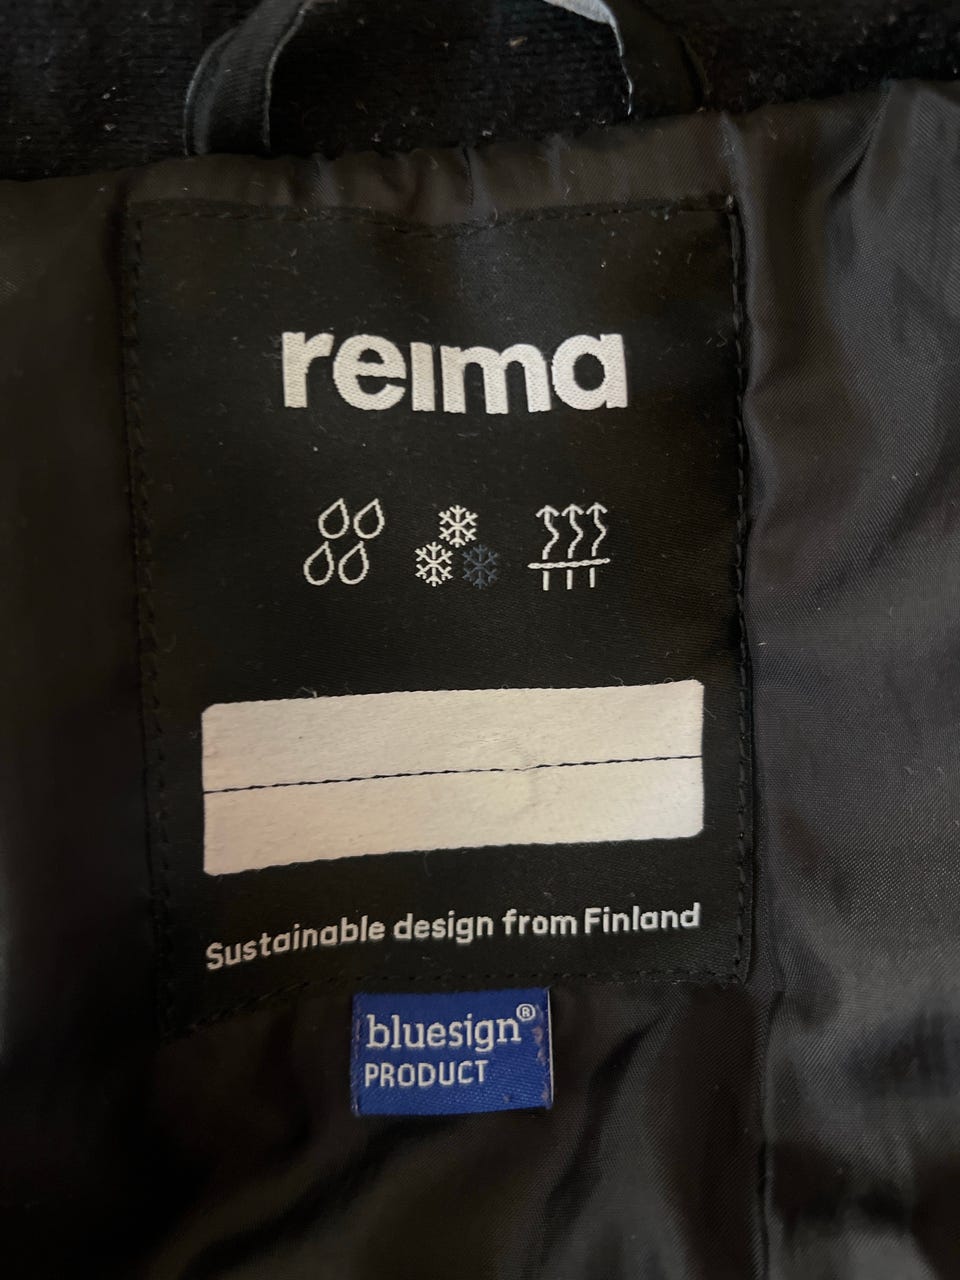 reima
Sustainable design from Finland
bluesign®
PRODUCT